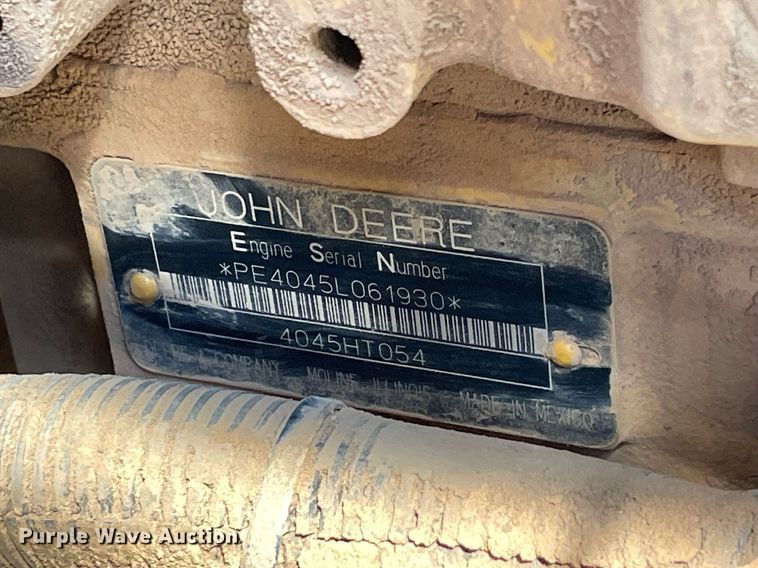 JOHN DEERE
Engine Serial Number
*PE4045L061930*
4045HT054
DEERE & COMPANY MOLINE ILLINOIS MADE IN MEXICO
Purple Wave Auction